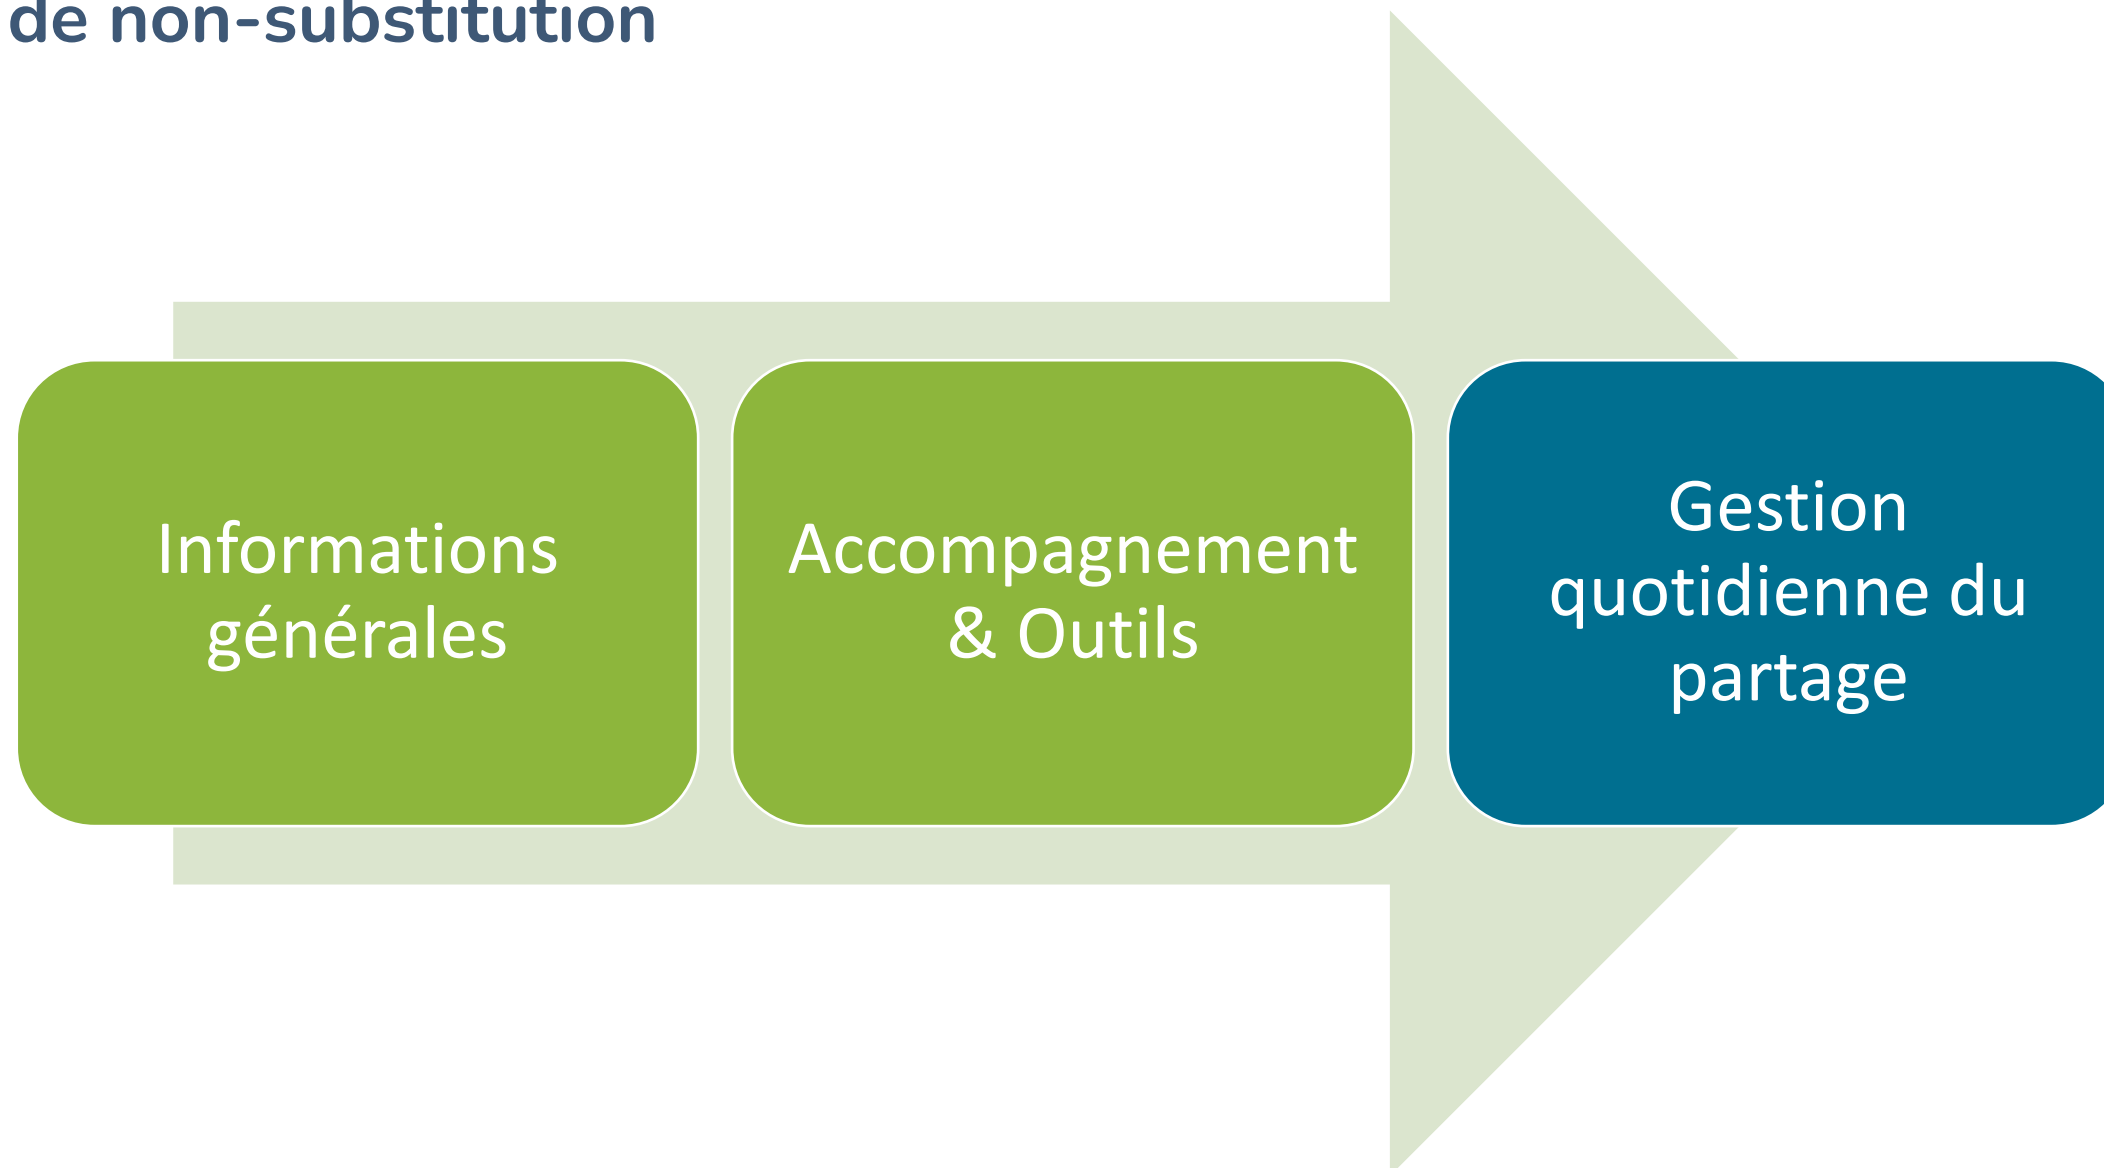 de non-substitution
Informations
générales
Accompagnement
& Outils
Gestion
quotidienne du
partage